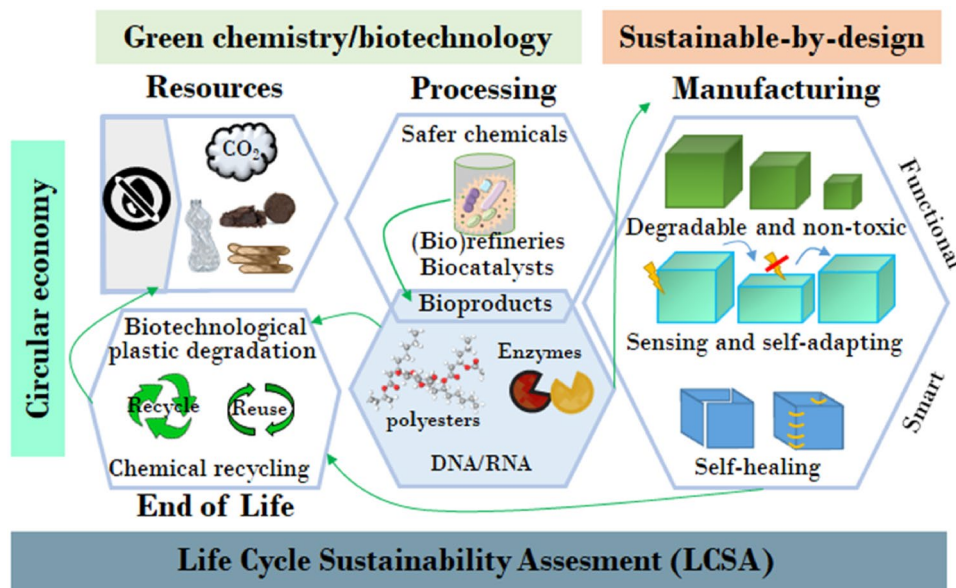 Green chemistry/biotechnology
Sustainable-by-design
Resources
Processing
Manufacturing
Circular economy
CO₂
Safer chemicals
(Bio)refineries
Biocatalysts
Bioproducts
Enzymes
polyesters
DNA/RNA
Degradable and non-toxic
Sensing and self-adapting
Self-healing
Functional
Smart
Biotechnological
plastic degradation
Recycle
Reuse
Chemical recycling
End of Life
Life Cycle Sustainability Assesment (LCSA)